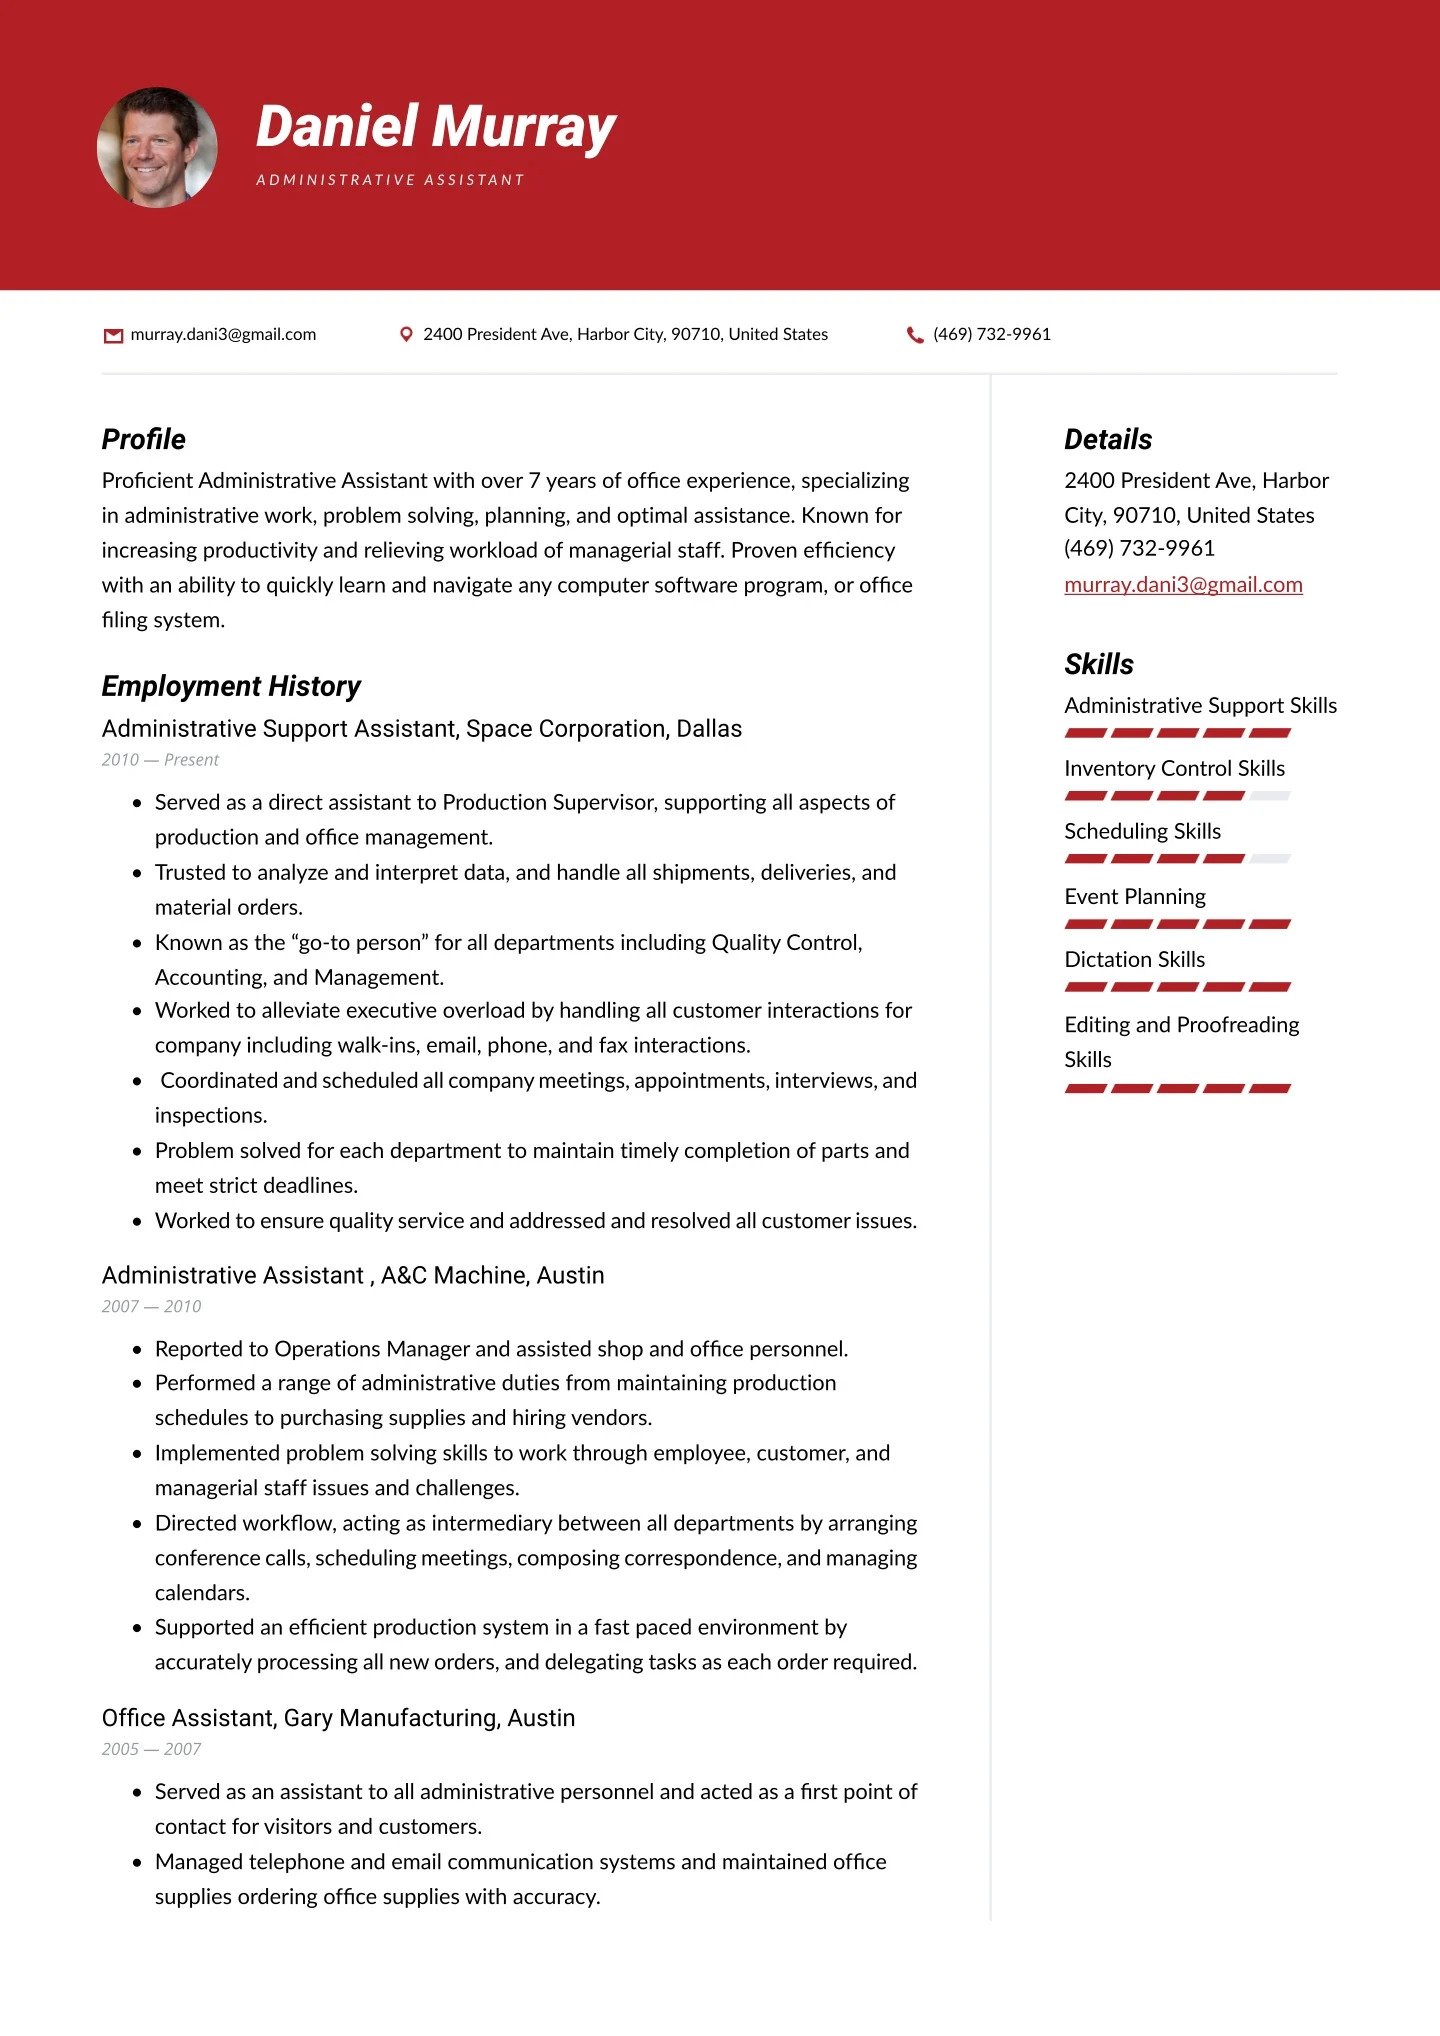 Daniel Murray
ADMINISTRATIVE ASSISTANT
murray.dani3@gmail.com
2400 President Ave, Harbor City, 90710, United States
(469) 732-9961
Profile
Proficient Administrative Assistant with over 7 years of office experience, specializing
in administrative work, problem solving, planning, and optimal assistance. Known for
increasing productivity and relieving workload of managerial staff. Proven efficiency
with an ability to quickly learn and navigate any computer software program, or office
filing system.
Employment History
Administrative Support Assistant, Space Corporation, Dallas
2010 — Present
• Served as a direct assistant to Production Supervisor, supporting all aspects of
production and office management.
• Trusted to analyze and interpret data, and handle all shipments, deliveries, and
material orders.
• Known as the “go-to person” for all departments including Quality Control,
Accounting, and Management.
• Worked to alleviate executive overload by handling all customer interactions for
company including walk-ins, email, phone, and fax interactions.
• Coordinated and scheduled all company meetings, appointments, interviews, and
inspections.
• Problem solved for each department to maintain timely completion of parts and
meet strict deadlines.
• Worked to ensure quality service and addressed and resolved all customer issues.
Administrative Assistant , A&C Machine, Austin
2007 — 2010
• Reported to Operations Manager and assisted shop and office personnel.
• Performed a range of administrative duties from maintaining production
schedules to purchasing supplies and hiring vendors.
• Implemented problem solving skills to work through employee, customer, and
managerial staff issues and challenges.
• Directed workflow, acting as intermediary between all departments by arranging
conference calls, scheduling meetings, composing correspondence, and managing
calendars.
• Supported an efficient production system in a fast paced environment by
accurately processing all new orders, and delegating tasks as each order required.
Office Assistant, Gary Manufacturing, Austin
2005 — 2007
• Served as an assistant to all administrative personnel and acted as a first point of
contact for visitors and customers.
• Managed telephone and email communication systems and maintained office
supplies ordering office supplies with accuracy.
Details
2400 President Ave, Harbor
City, 90710, United States
(469) 732-9961
murray.dani3@gmail.com
Skills
Administrative Support Skills
Inventory Control Skills
Scheduling Skills
Event Planning
Dictation Skills
Editing and Proofreading
Skills